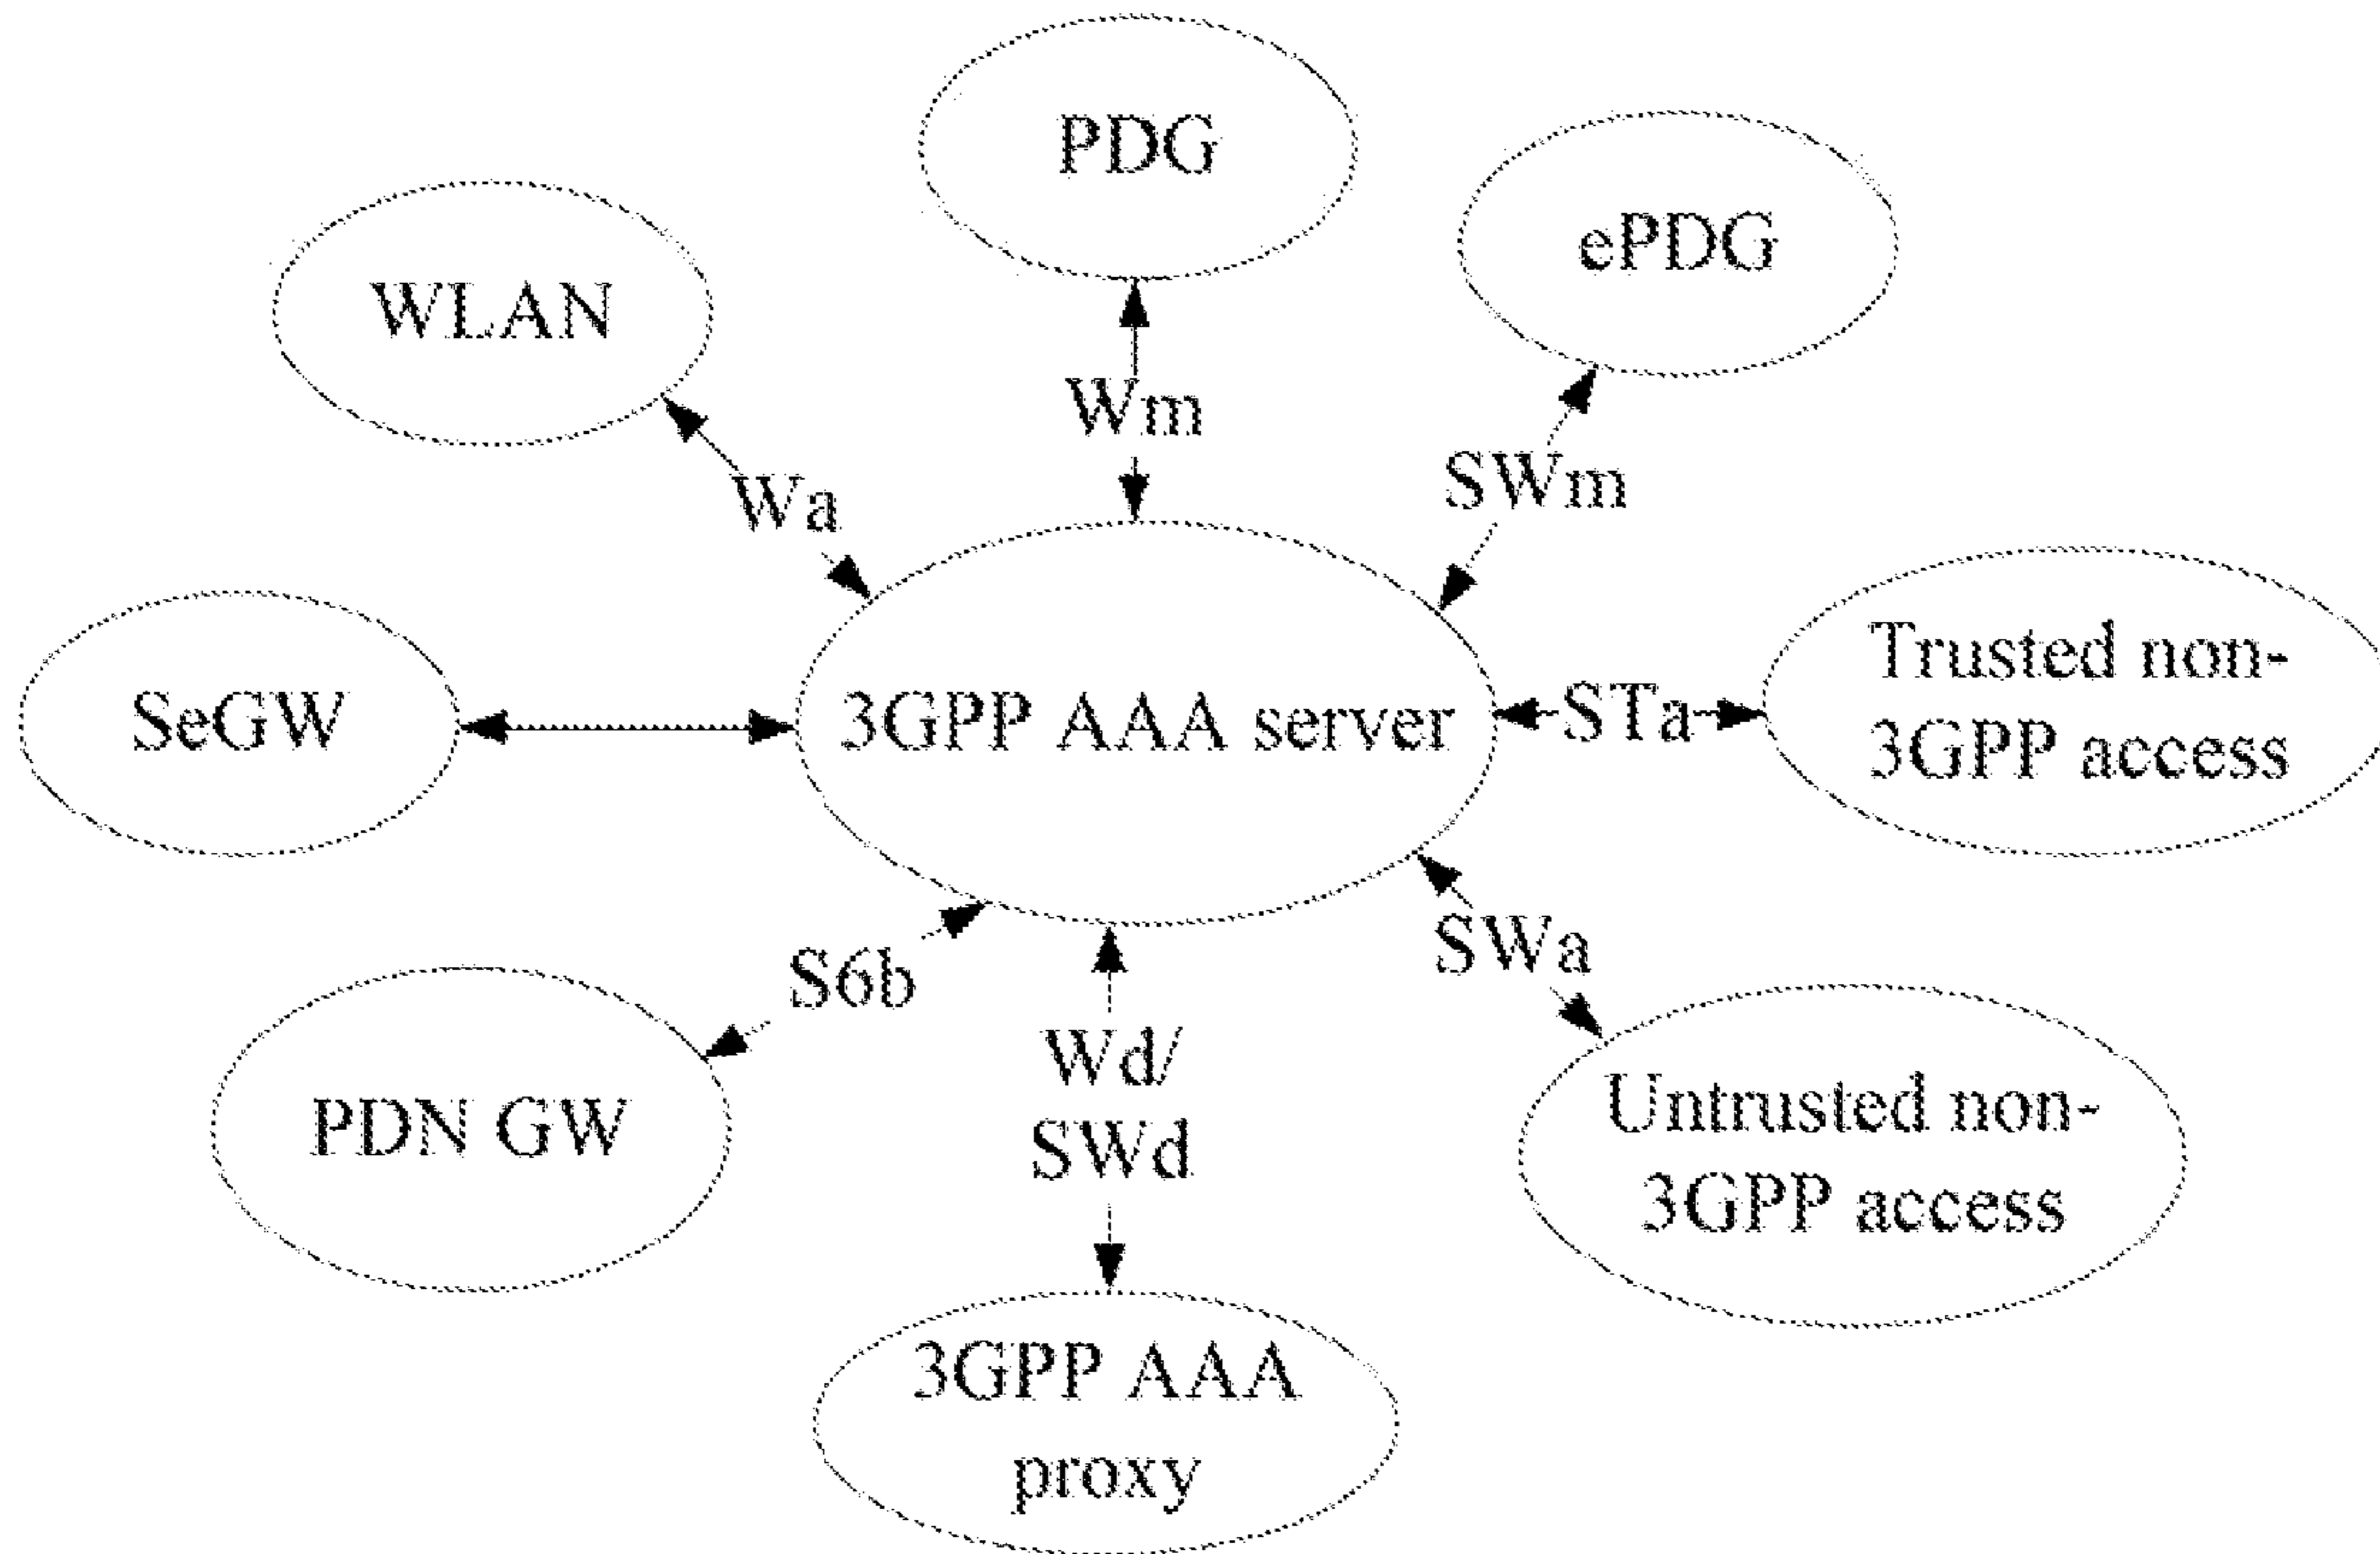 PDG
ePDG
WLAN
Wm
SWm
Wa
Trusted non-
3GPP access
STa
SeGW
3GPP AAA server
SWa
S6b
Wd/
SWd
PDN GW
Untrusted non-
3GPP access
3GPP AAA
proxy